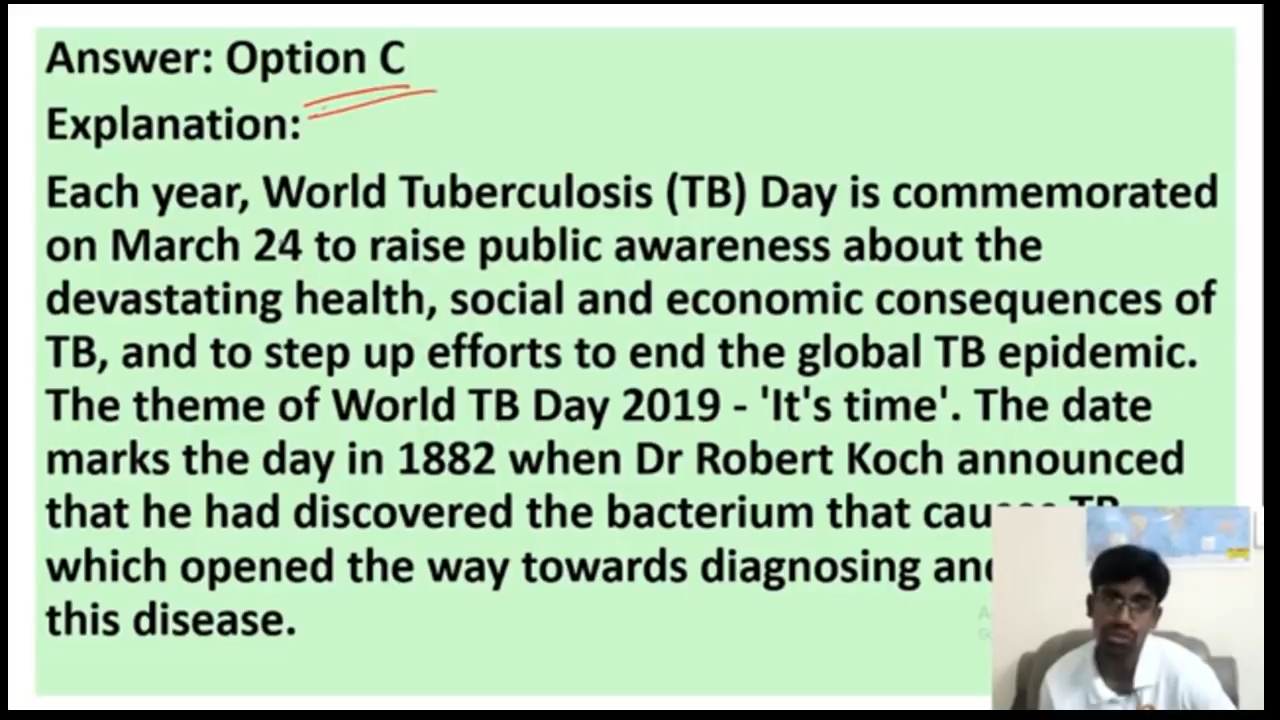 Answer: Option C
Explanation:
Each year, World Tuberculosis (TB) Day is commemorated
on March 24 to raise public awareness about the
devastating health, social and economic consequences of
TB, and to step up efforts to end the global TB epidemic.
The theme of World TB Day 2019 - 'It's time'. The date
marks the day in 1882 when Dr Robert Koch announced
that he had discovered the bacterium that causes TB
which opened the way towards diagnosing and
this disease.